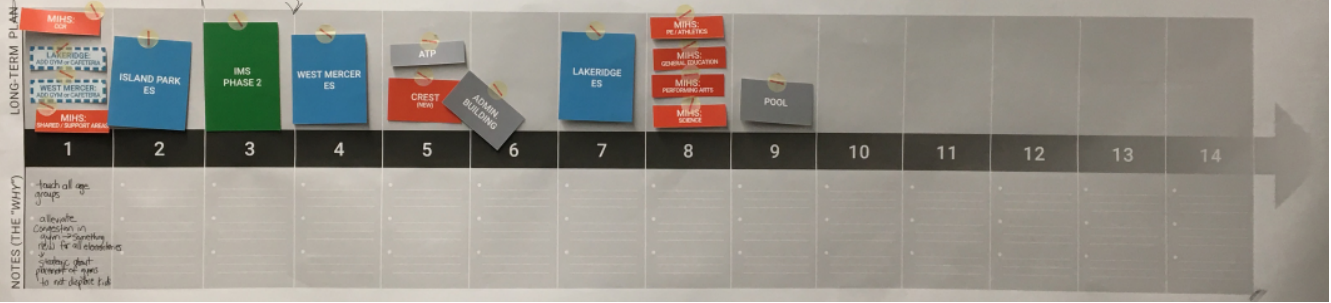 LONG-TERM PLAN
MIHS:
CCR
LAKERIDGE:
ADD GYM or CAFETERIA
WEST MERCER:
ADD GYM or CAFETERIA
MIHS:
SHARED / SUPPORT AREAS
ISLAND PARK
ES
IMS
PHASE 2
WEST MERCER
ES
ATP
CREST
(NEW)
ADMIN
BUILDING
LAKERIDGE
ES
MIHS:
PE / ATHLETICS
MIHS:
GENERAL EDUCATION
MIHS:
PERFORMING ARTS
MIHS:
SCIENCE
POOL
1 2 3 4 5 6 7 8 9 10 11 12 13 14
NOTES (THE "WHY")
touch all age
groups
alleviate
congestion in
gym → something
new for all elementaries
strategic
placement of gyms
to not displace kids